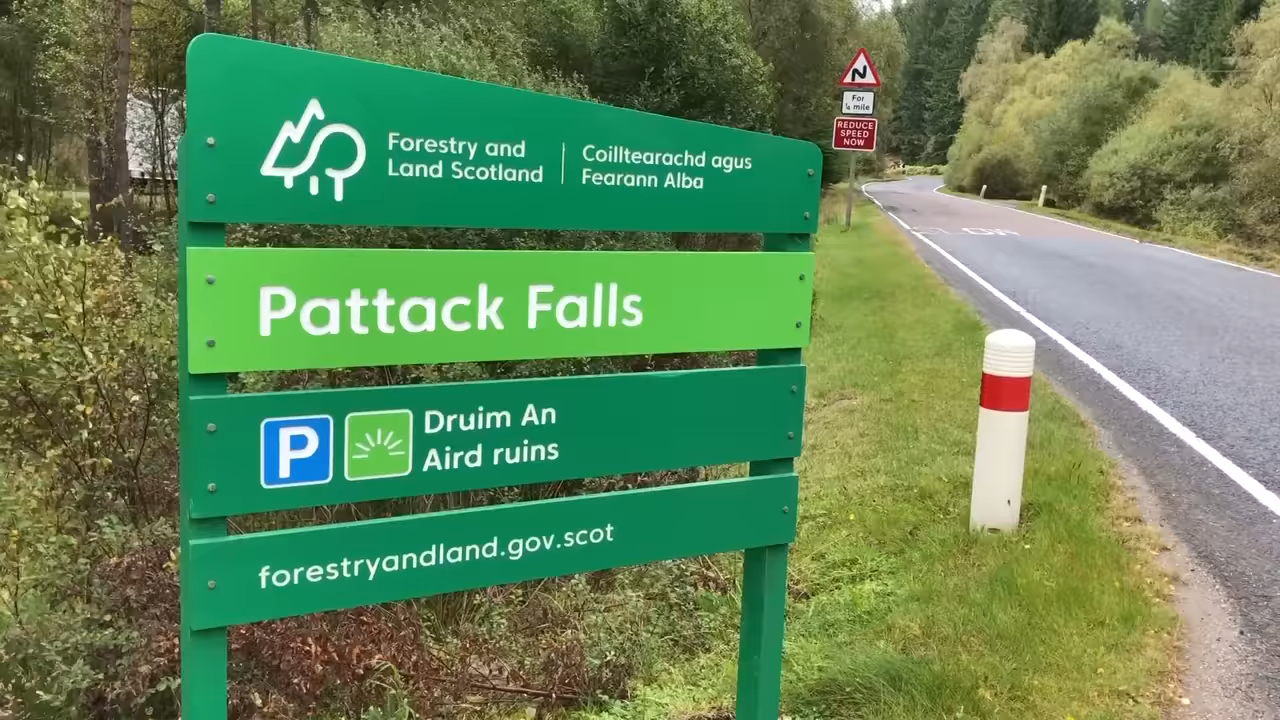 Forestry and
Land Scotland
Coilltearachd agus
Fearann Alba
Pattack Falls
P
Druim An
Aird ruins
forestryandland.gov.scot
For
¼ mile
REDUCE
SPEED
NOW
SLOW